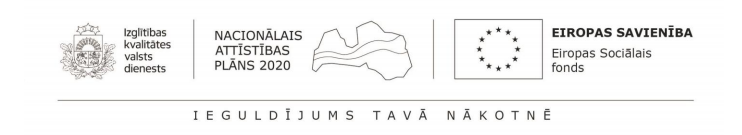 Izglītības
kvalitātes
valsts
dienests
NACIONĀLAIS
ATTĪSTĪBAS
PLĀNS 2020
EIROPAS SAVIENĪBA
Eiropas Sociālais
fonds
IEGULDĪJUMS TAVĀ NĀKOTNĒ